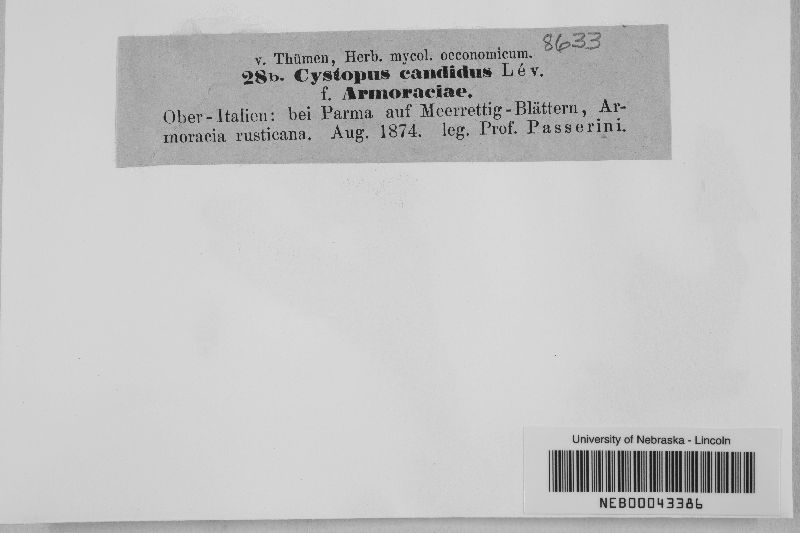 8633
v. Thümen, Herb. mycol. oeconomicum.
28b. Cystopus candidus Lév.
f. Armoraciae.
Ober-Italien: bei Parma auf Meerrettig-Blättern, Ar-
moracia rusticana. Aug. 1874. leg. Prof. Passerini.
University of Nebraska - Lincoln
NEB00043386